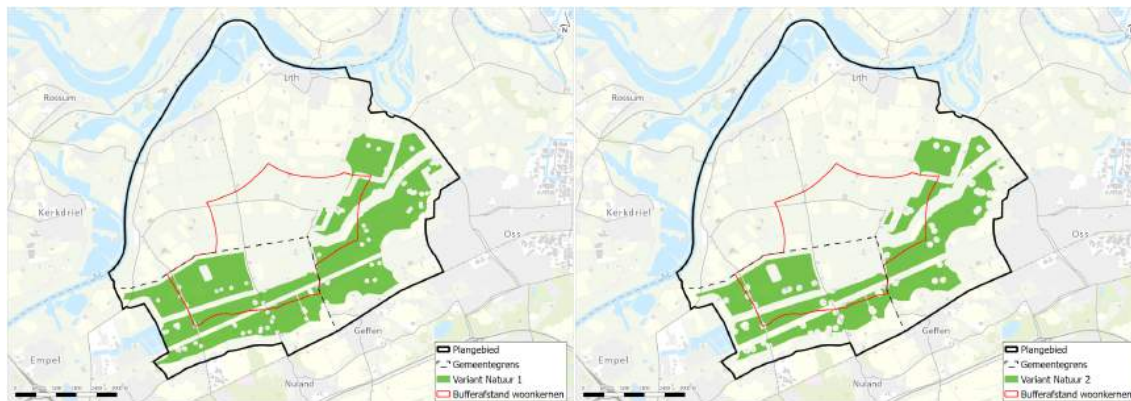 Lith
Rossum
Kerkdriel
Oss
Geffen
Empel
Nuland
Plangebied
Gemeentegrens
Variant Natuur 1
Bufferafstand woonkernen
Lith
Rossum
Kerkdriel
Oss
Geffen
Empel
Nuland
Plangebied
Gemeentegrens
Variant Natuur 2
Bufferafstand woonkernen